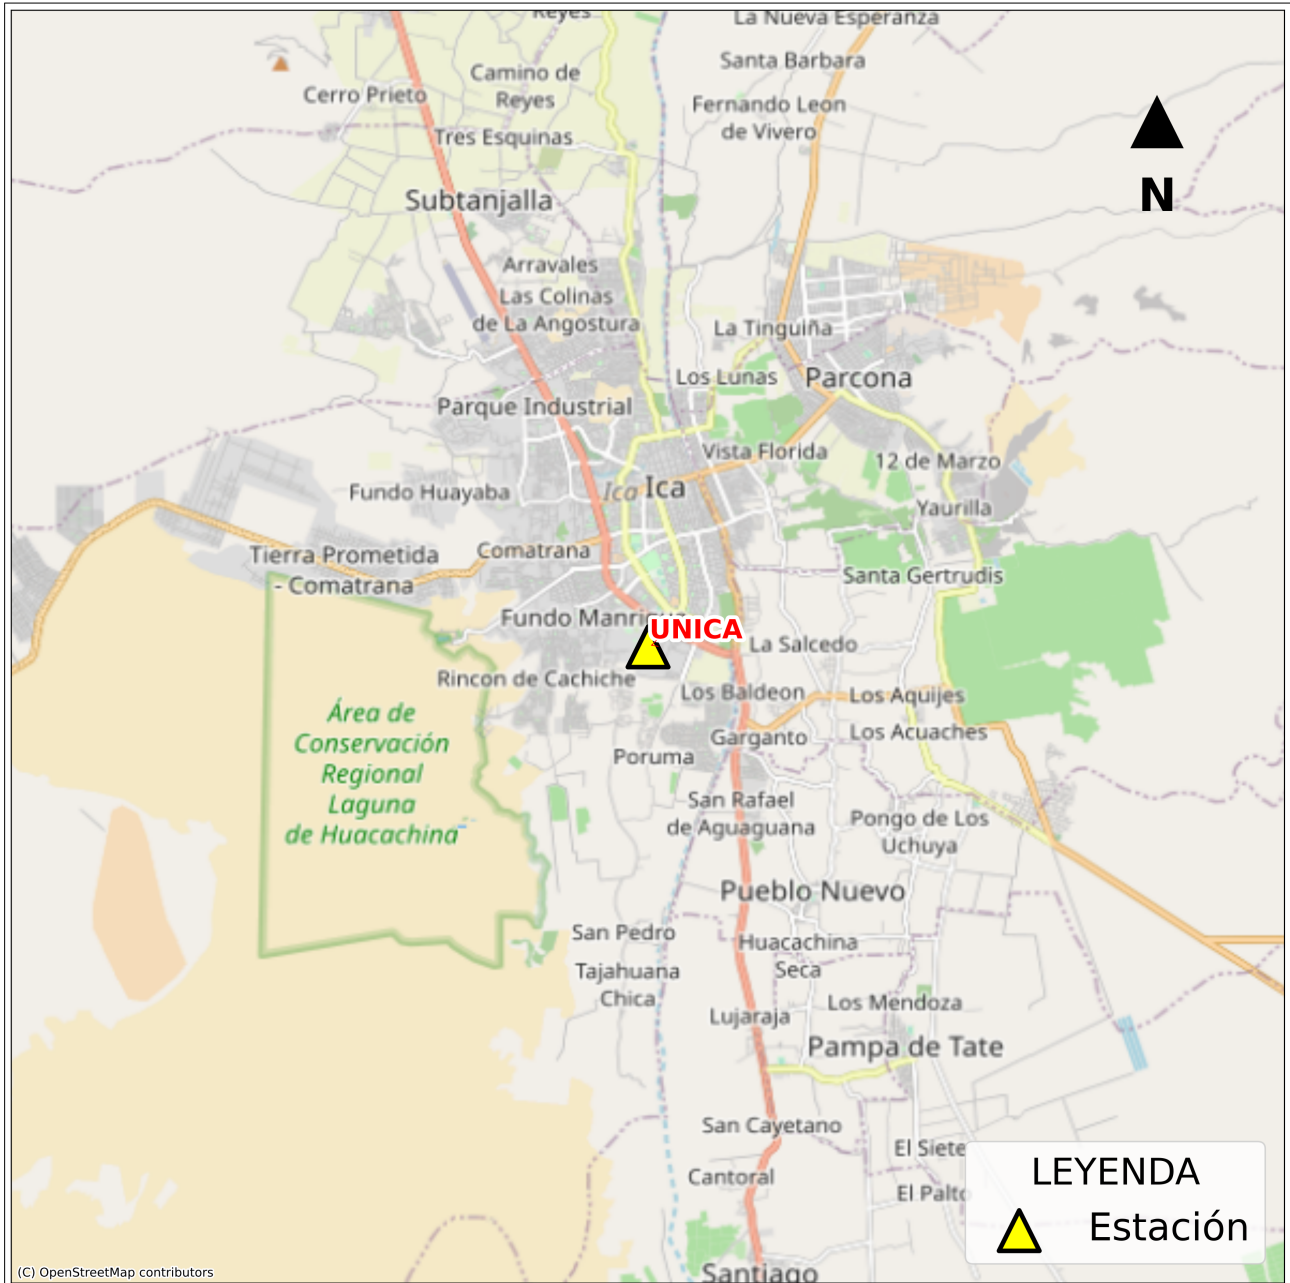 Reyes
La Nueva Esperanza
Santa Barbara
Camino de
Reyes
Cerro Prieto
Fernando Leon
de Vivero
Tres Esquinas
N
Subtanjalla
Arravales
Las Colinas
de La Angostura
La Tinguiña
Los Lunas
Parcona
Parque Industrial
Vista Florida
12 de Marzo
Fundo Huayaba
Ica
Ica
Yaurilla
Tierra Prometida
- Comatrana
Comatrana
Santa Gertrudis
Fundo
UNICA
La Salcedo
Rincon de Cachiche
Los Baldeon
Los Aquijes
Área de
Conservación
Regional
Laguna
de Huacachina
Garganto
Los Acuaches
Poruma
San Rafael
de Aguaguana
Pongo de Los
Uchuya
Pueblo Nuevo
San Pedro
Huacachina
Seca
Tajahuana
Chica
Los Mendoza
Lujaraja
Pampa de Tate
San Cayetano
El Siete
Cantoral
El Palto
Santiago
LEYENDA
Estación
(C) OpenStreetMap contributors